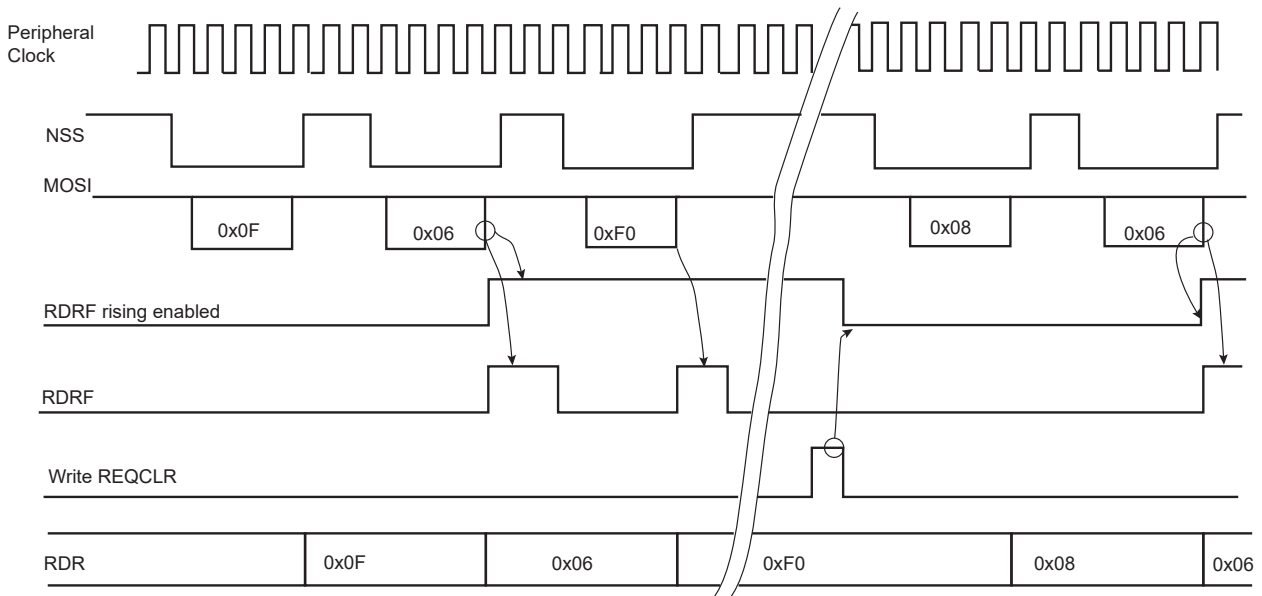 Peripheral
Clock
NSS
MOSI
0x0F 0x06 0xF0 0x08 0x06
RDRF rising enabled
RDRF
Write REQCLR
RDR 0x0F 0x06 0xF0 0x08 0x06